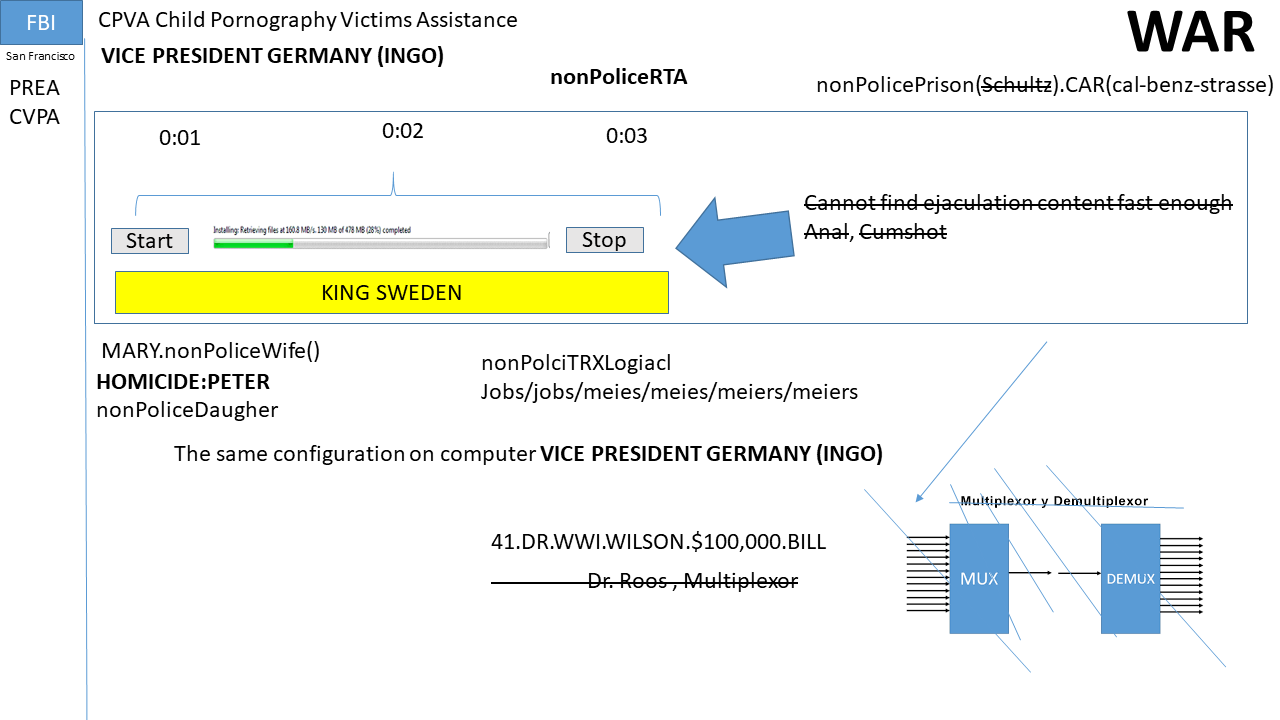 FBI
CPVA Child Pornography Victims Assistance
WAR
San Francisco
VICE PRESIDENT GERMANY (INGO)
PREA
nonPoliceRTA
nonPolicePrison(Schultz).CAR(cal-benz-strasse)
CVPA
0:01
0:02
0:03
Cannot find ejaculation content fast enough
Anal, Cumshot
Installing: Retrieving files at 160.8 MB/s. 130 MB of 478 MB (28%) completed
Start
Stop
KING SWEDEN
MARY.nonPoliceWife()
HOMICIDE:PETER
nonPoliceDaugher
nonPolciTRXLogiacl
Jobs/jobs/meies/meies/meiers/meiers
The same configuration on computer VICE PRESIDENT GERMANY (INGO)
Multiplexor y Demultiplexor
41.DR.WWI.WILSON.$100,000.BILL
Dr. Roos , Multiplexor
MUX
DEMUX